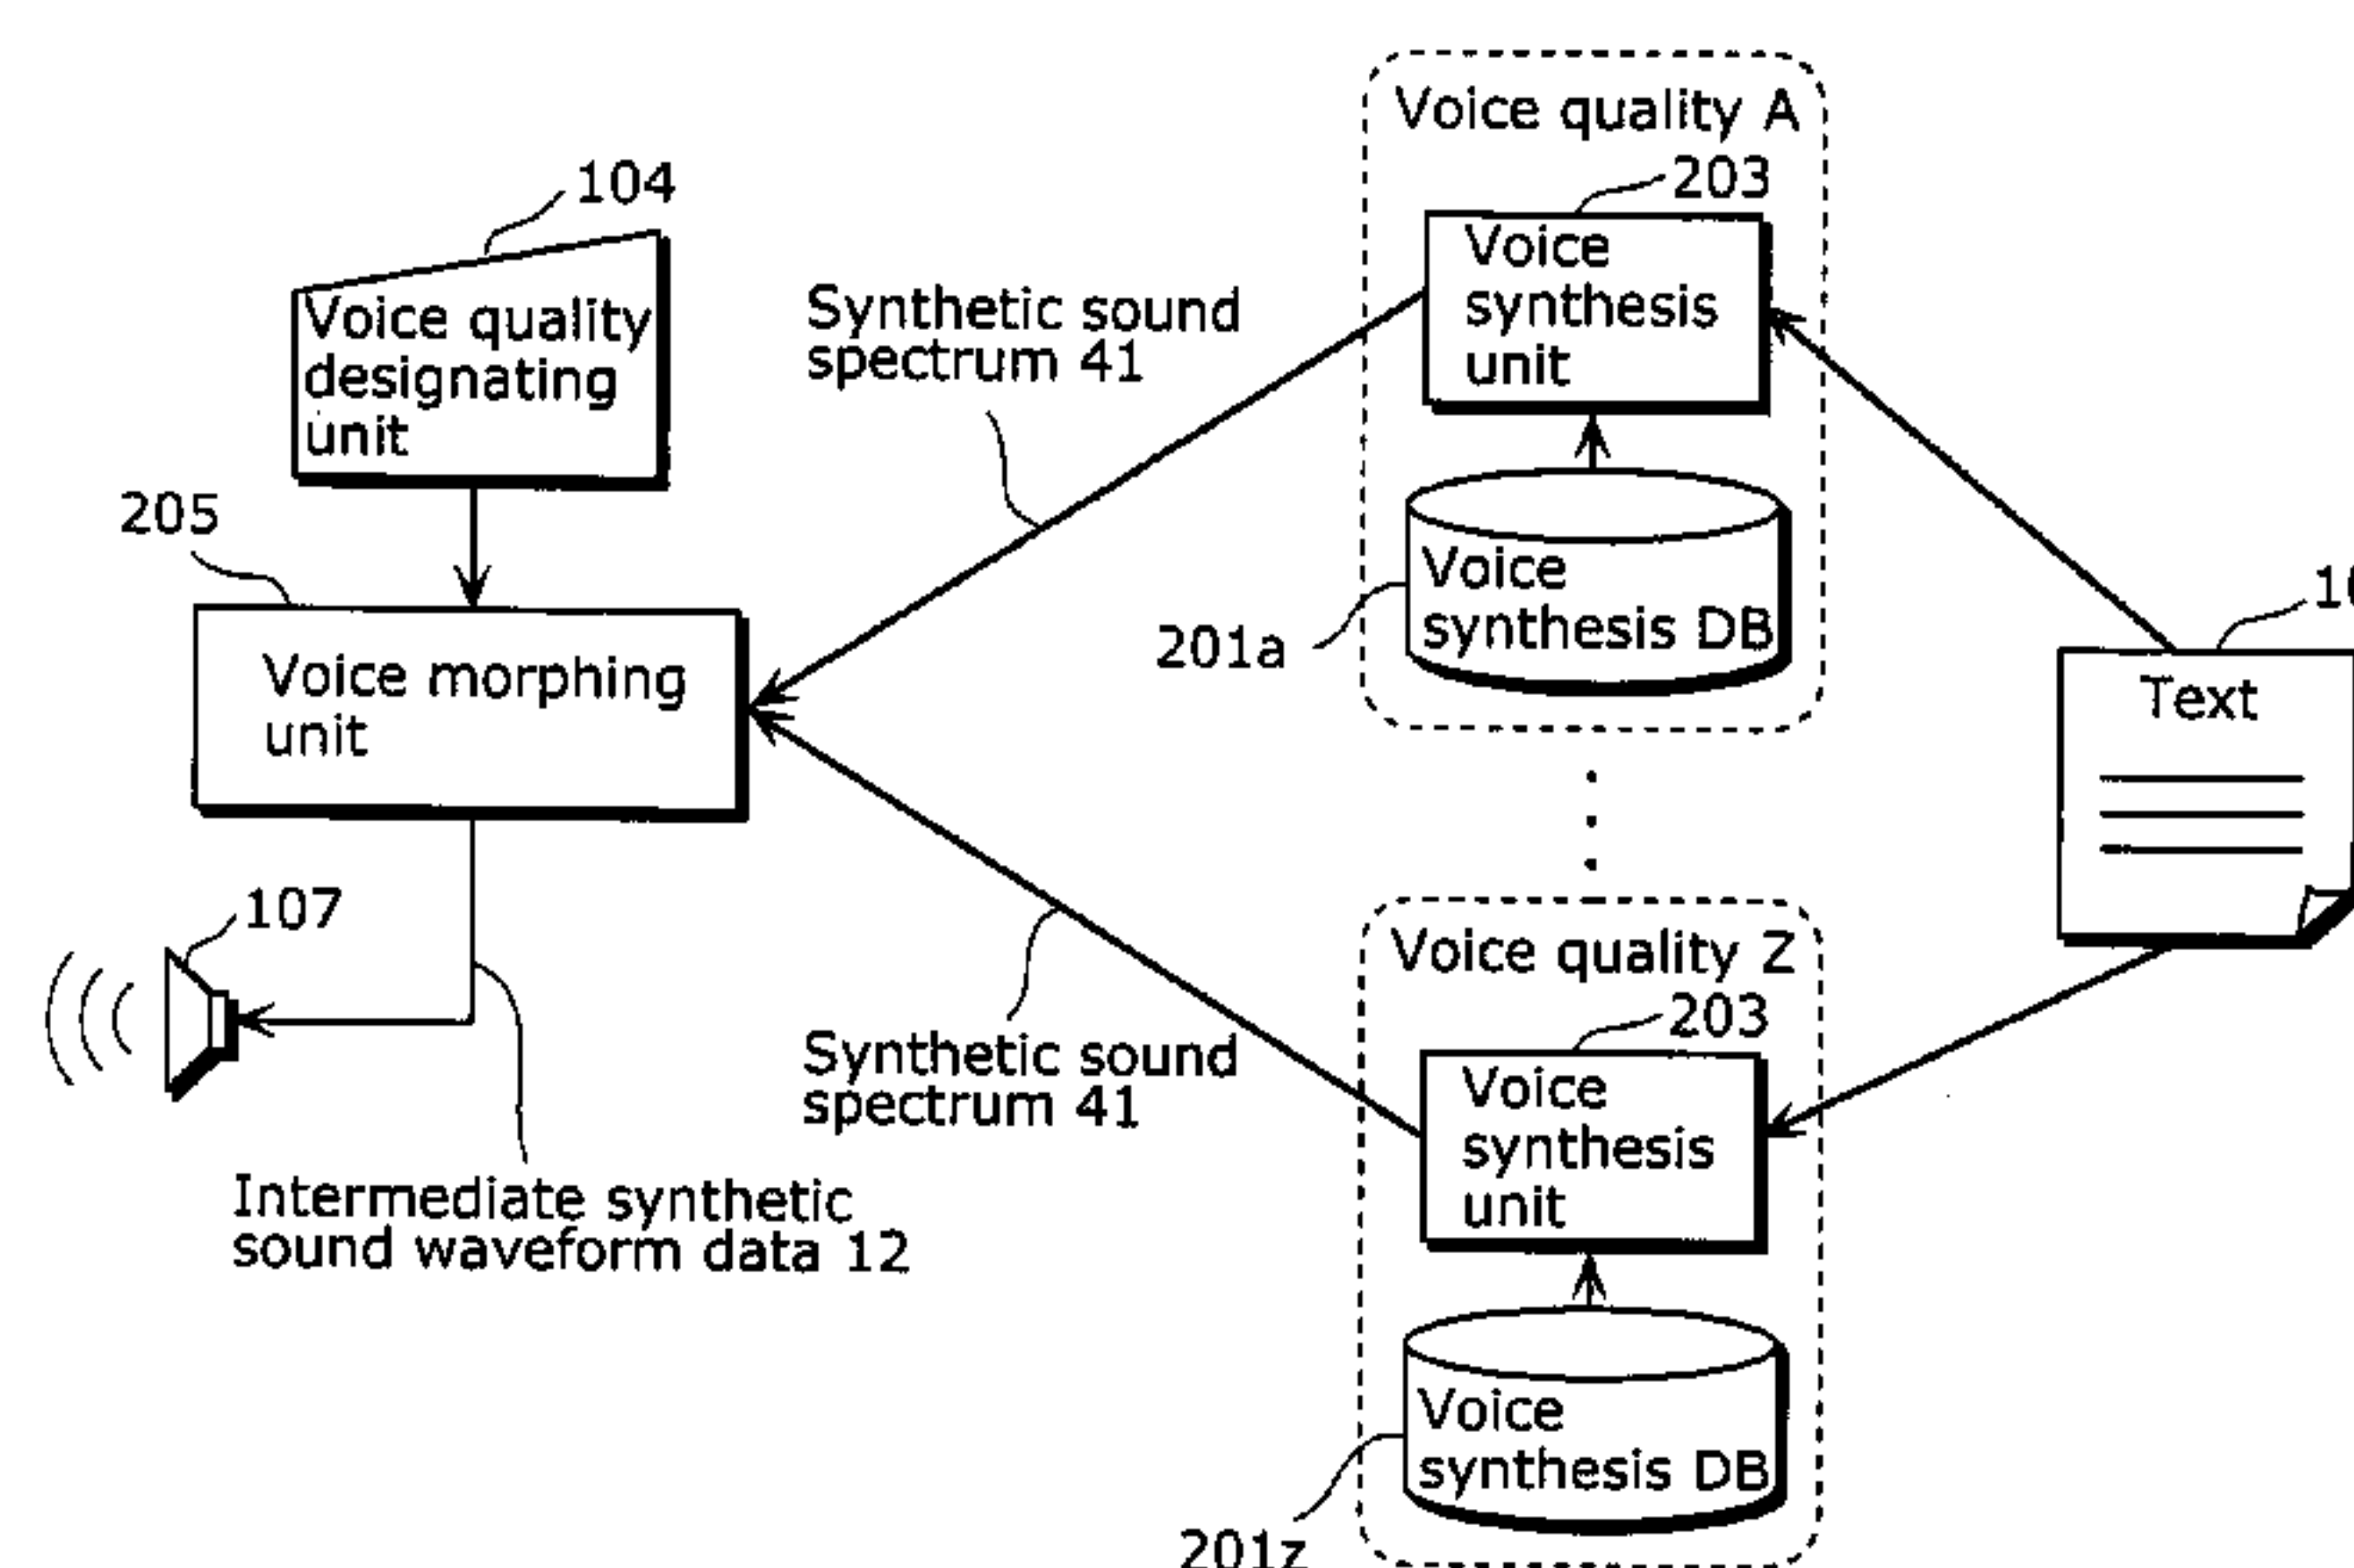 Voice quality A
203
104
Voice
synthesis
unit
Voice quality
designating
unit
Synthetic sound
spectrum 41
205
Voice
synthesis DB
201a
Voice morphing
unit
Text
107
Voice quality Z
203
Synthetic sound
spectrum 41
Voice
synthesis
unit
Intermediate synthetic
sound waveform data 12
Voice
synthesis DB
201z